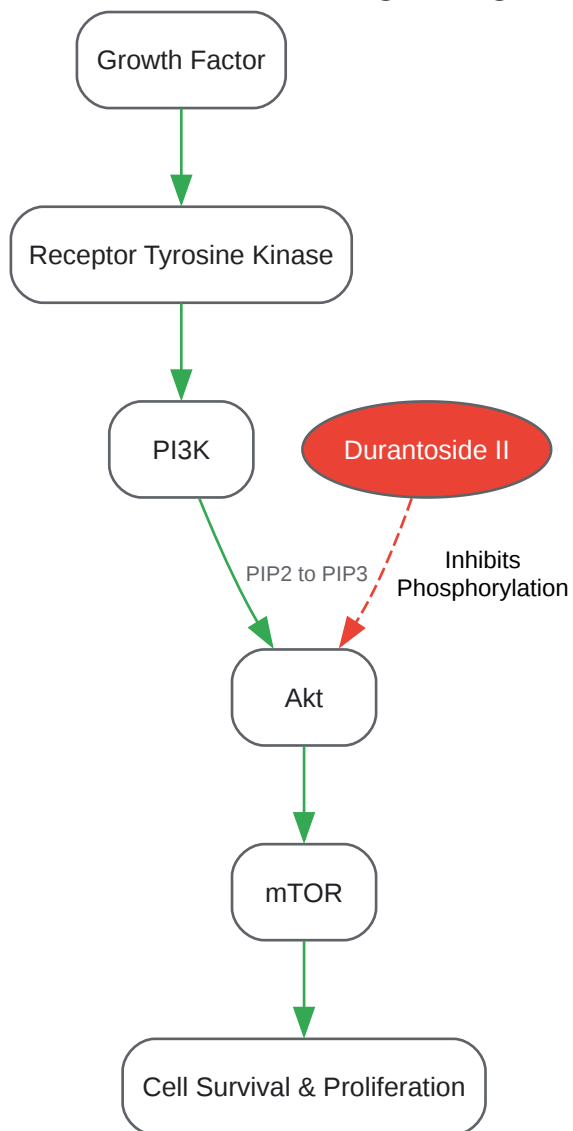 Growth Factor
Receptor Tyrosine Kinase
PI3K
Durantoside II
PIP2 to PIP3
Inhibits
Phosphorylation
Akt
mTOR
Cell Survival & Proliferation